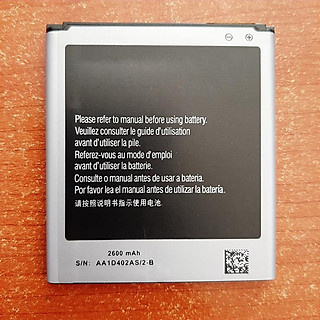 Please refer to manual before using battery.
Veuillez consulter le guide d'utilisation
avant d'utiliser la pile.
Referez-vous au mode d'emploi
avant d'utiliser la batterie.
Consulte o manual antes de usar a bateria.
Por favor lea el manual antes de utilizar la batería.
请按照说明书指示使用电池.
2600 mAh
S/N: AA1D402AS/2-B